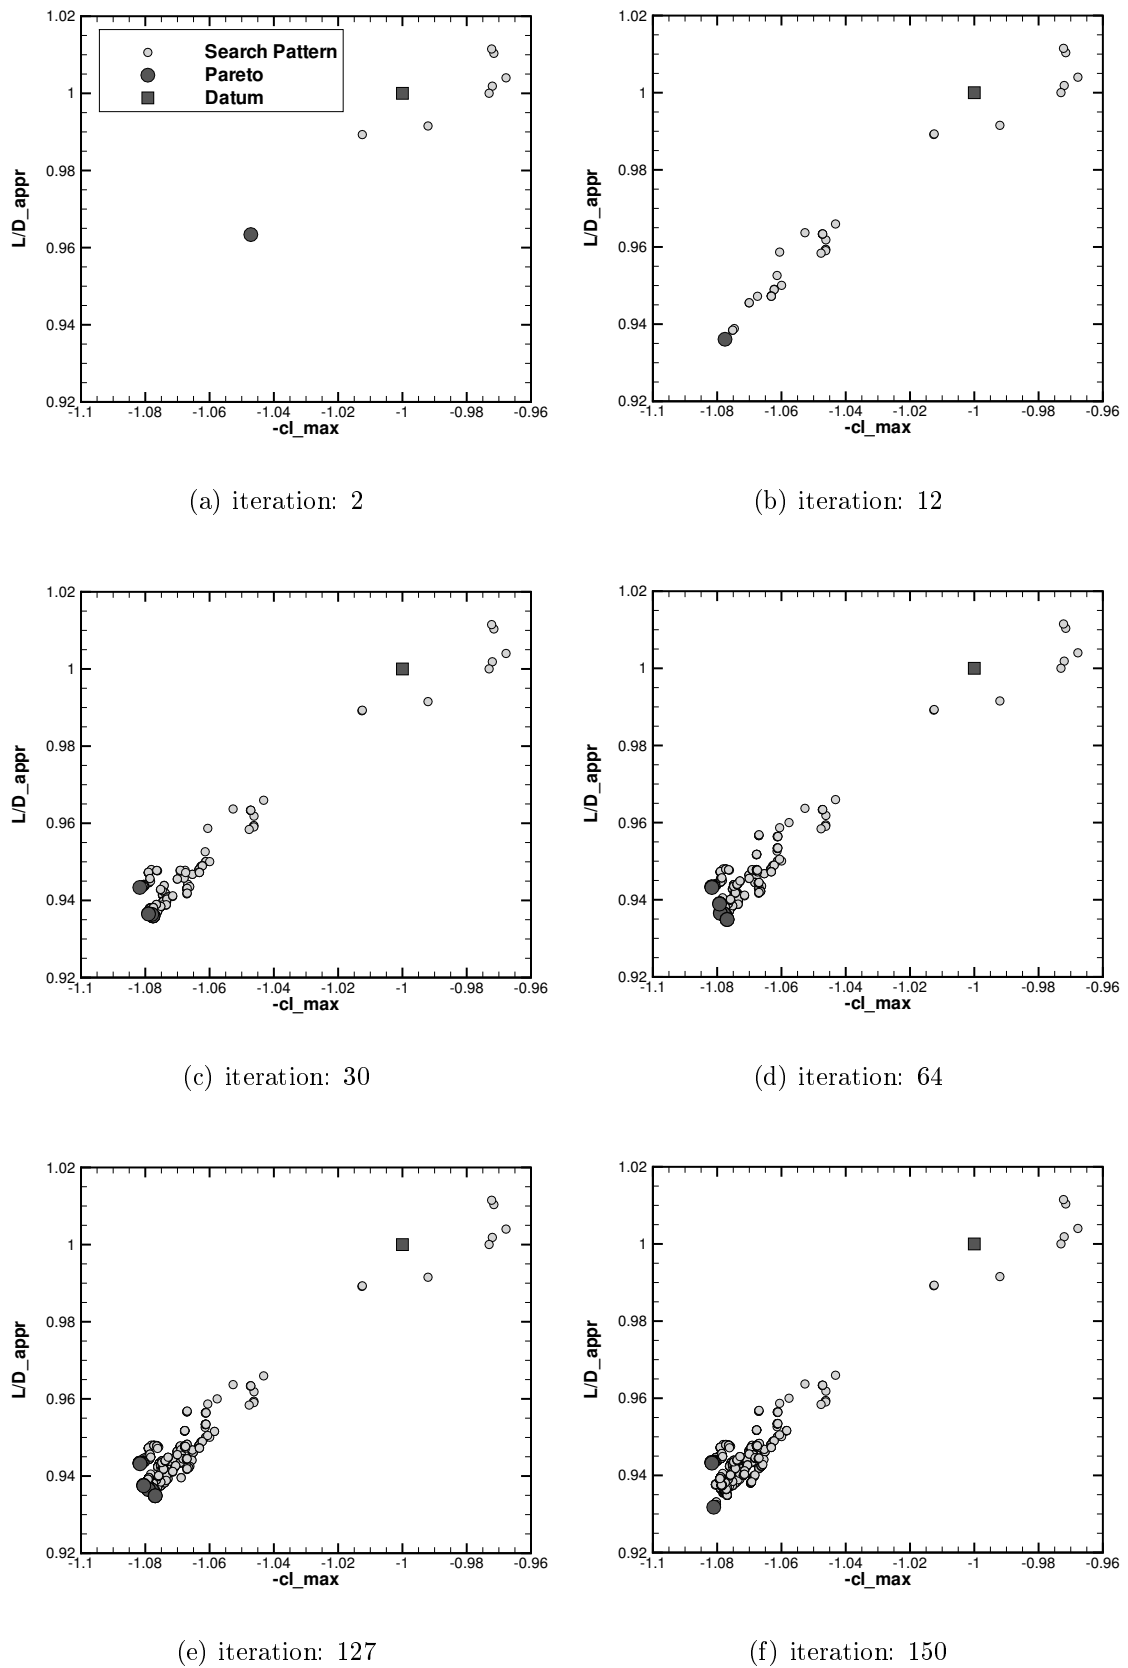 1.02
1
0.98
0.96
0.94
0.92
L/D_appr
Search Pattern
Pareto
Datum
-1.1 -1.08 -1.06 -1.04 -1.02 -1 -0.98 -0.96
-cl_max
(a) iteration: 2
1.02
1
0.98
0.96
0.94
0.92
L/D_appr
-1.1 -1.08 -1.06 -1.04 -1.02 -1 -0.98 -0.96
-cl_max
(b) iteration: 12
1.02
1
0.98
0.96
0.94
0.92
L/D_appr
-1.1 -1.08 -1.06 -1.04 -1.02 -1 -0.98 -0.96
-cl_max
(c) iteration: 30
1.02
1
0.98
0.96
0.94
0.92
L/D_appr
-1.1 -1.08 -1.06 -1.04 -1.02 -1 -0.98 -0.96
-cl_max
(d) iteration: 64
1.02
1
0.98
0.96
0.94
0.92
L/D_appr
-1.1 -1.08 -1.06 -1.04 -1.02 -1 -0.98 -0.96
-cl_max
(e) iteration: 127
1.02
1
0.98
0.96
0.94
0.92
L/D_appr
-1.1 -1.08 -1.06 -1.04 -1.02 -1 -0.98 -0.96
-cl_max
(f) iteration: 150